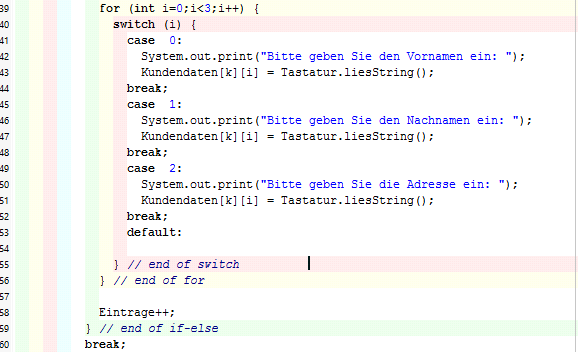 39 for (int i=0;i<3;i++) {
40 switch (i) {
41 case 0:
42 System.out.print("Bitte geben Sie den Vornamen ein: ");
43 Kundendaten[k][i] = Tastatur.liesString();
44 break;
45 case 1:
46 System.out.print("Bitte geben Sie den Nachnamen ein: ");
47 Kundendaten[k][i] = Tastatur.liesString();
48 break;
49 case 2:
50 System.out.print("Bitte geben Sie die Adresse ein: ");
51 Kundendaten[k][i] = Tastatur.liesString();
52 break;
53 default:
54
55 } // end of switch
56 } // end of for
57
58 Eintrage++;
59 } // end of if-else
60 break;